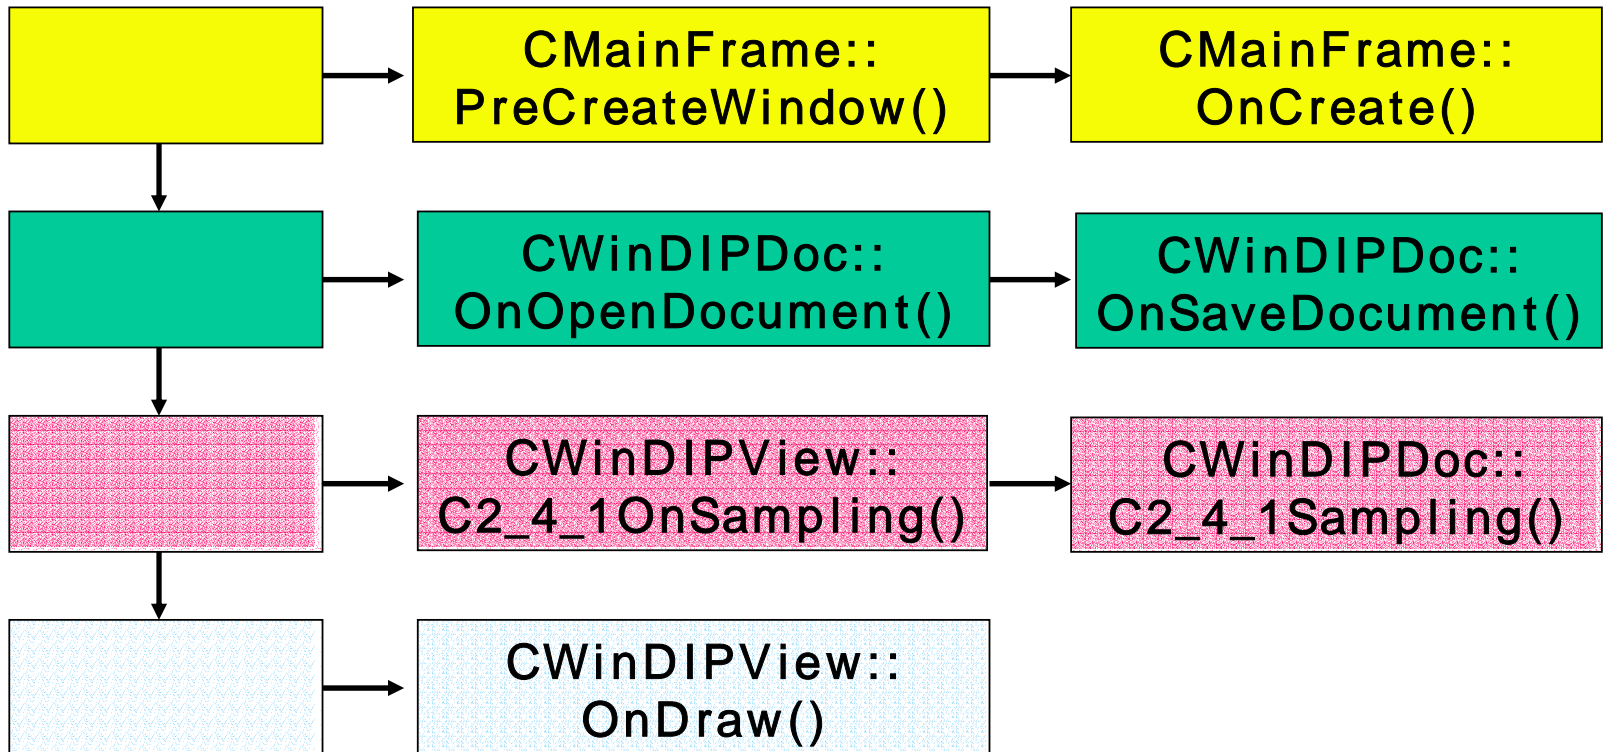 CMainFrame::
PreCreateWindow()
CMainFrame::
OnCreate()
CWinDIPDoc::
OnOpenDocument()
CWinDIPDoc::
OnSaveDocument()
CWinDIPView::
C2_4_1OnSampling()
CWinDIPDoc::
C2_4_1Sampling()
CWinDIPView::
OnDraw()